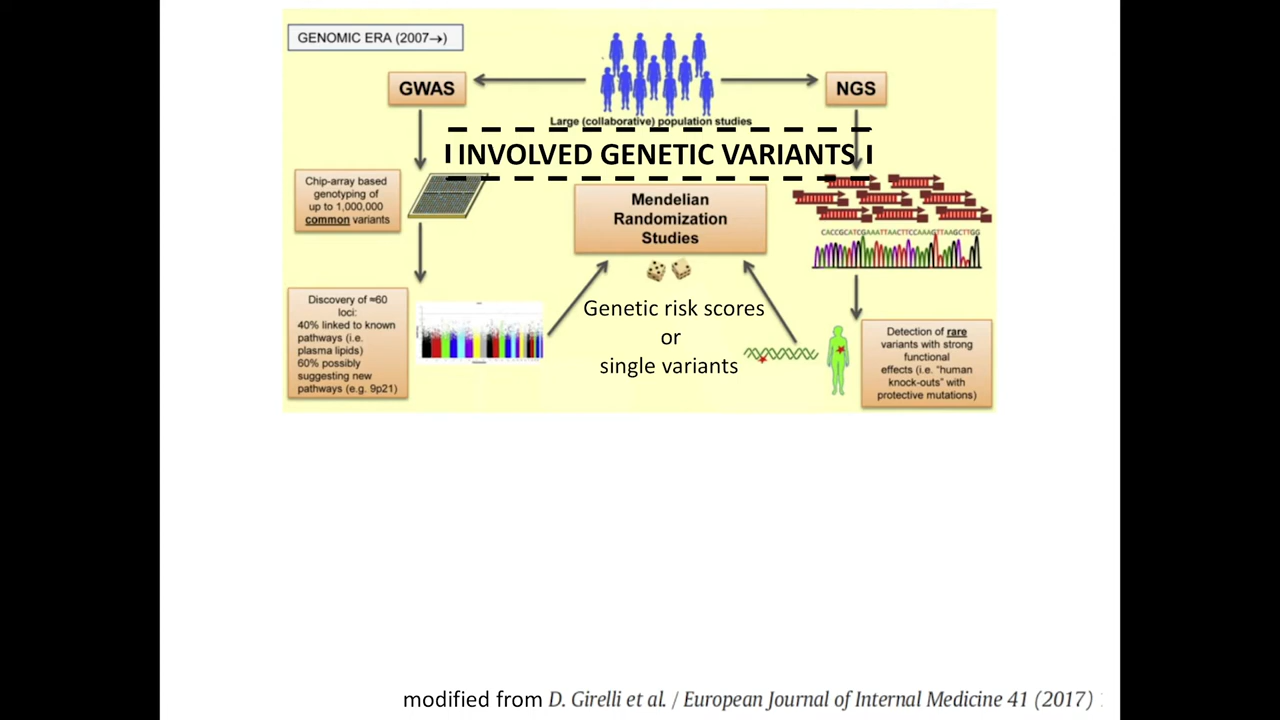 GENOMIC ERA (2007→)
GWAS
NGS
Large (collaborative) population studies
INVOLVED GENETIC VARIANTS
Chip-array based
genotyping of
up to 1,000,000
common variants
Mendelian
Randomization
Studies
CACCGCATCGAAATTAACTTCCAAAGTTAAGCTTGG
Genetic risk scores
or
single variants
Discovery of ≈60
loci:
40% linked to known
pathways (i.e.
plasma lipids)
60% possibly
suggesting new
pathways (e.g. 9p21)
Detection of rare
variants with strong
functional
effects (i.e. “human
knock-outs” with
protective mutations)
modified from D. Girelli et al. / European Journal of Internal Medicine 41 (2017)